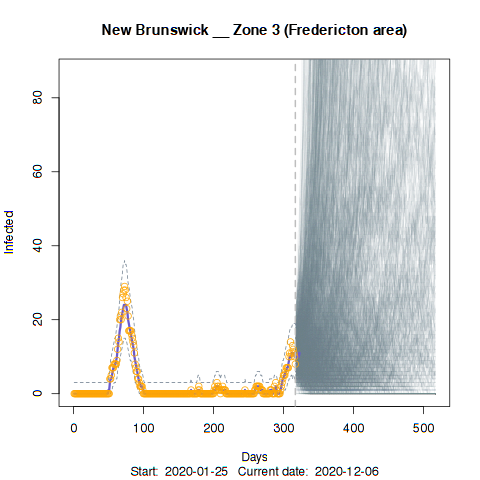 New Brunswick __ Zone 3 (Fredericton area)
80
60
40
20
0
Infected
0 100 200 300 400 500
Days
Start: 2020-01-25 Current date: 2020-12-06